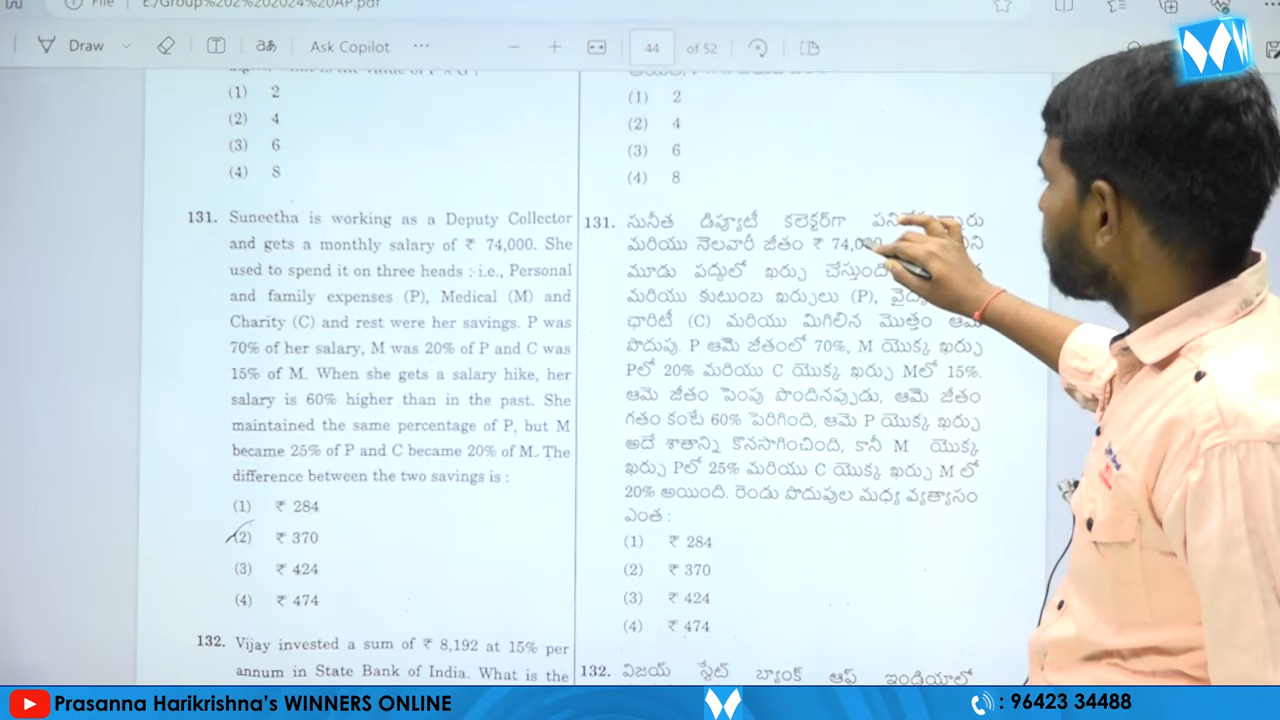 File
E:/Group%202%202024%20AP.pdf
Draw
aあ
Ask Copilot
44 of 52
(1) 2
(2) 4
(3) 6
(4) 8
131. Suneetha is working as a Deputy Collector
and gets a monthly salary of ₹ 74,000. She
used to spend it on three heads :-i.e., Personal
and family expenses (P), Medical (M) and
Charity (C) and rest were her savings. P was
70% of her salary, M was 20% of P and C was
15% of M. When she gets a salary hike, her
salary is 60% higher than in the past. She
maintained the same percentage of P, but M
became 25% of P and C became 20% of M. The
difference between the two savings is :
(1) ₹ 284
(2) ₹ 370
(3) ₹ 424
(4) ₹ 474
132. Vijay invested a sum of ₹ 8,192 at 15% per
annum in State Bank of India. What is the
(1) 2
(2) 4
(3) 6
(4) 8
131. సునీత డిప్యూటీ కలెక్టర్‌గా
మరియు నెలవారీ జీతం ₹
మూడు పద్దులో ఖర్చు
మరియు కుటుంబ ఖర్చులు (P),
ఛారిటీ (C) మరియు మిగిలిన మొత్తం ఆమె
పొదుపు. P ఆమె జీతంలో 70%, M యొక్క ఖర్చు
Pలో 20% మరియు C యొక్క ఖర్చు Mలో 15%.
ఆమె జీతం పెంపు పొందినప్పుడు, ఆమె జీతం
గతం కంటే 60% పెరిగింది, ఆమె P యొక్క ఖర్చు
అదే శాతాన్ని కొనసాగించింది, కానీ M యొక్క
ఖర్చు Pలో 25% మరియు C యొక్క ఖర్చు M లో
20% అయింది. రెండు పొదుపుల మధ్య వ్యత్యాసం
ఎంత :
(1) ₹ 284
(2) ₹ 370
(3) ₹ 424
(4) ₹ 474
132. విజయ్ స్టేట్ బ్యాంక్ ఆఫ్ ఇండియాలో
Prasanna Harikrishna's WINNERS ONLINE
: 96423 34488